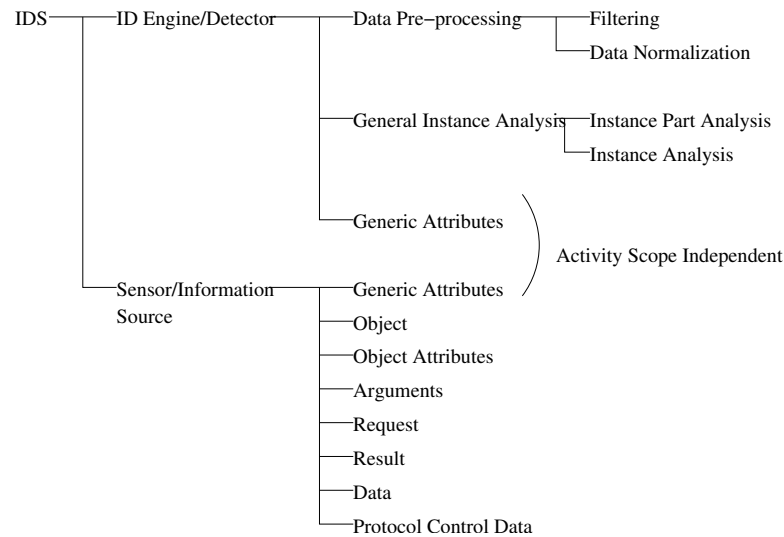 IDS
ID Engine/Detector
Data Pre-processing
Filtering
Data Normalization
General Instance Analysis
Instance Part Analysis
Instance Analysis
Generic Attributes
Activity Scope Independent
Sensor/Information
Source
Generic Attributes
Object
Object Attributes
Arguments
Request
Result
Data
Protocol Control Data